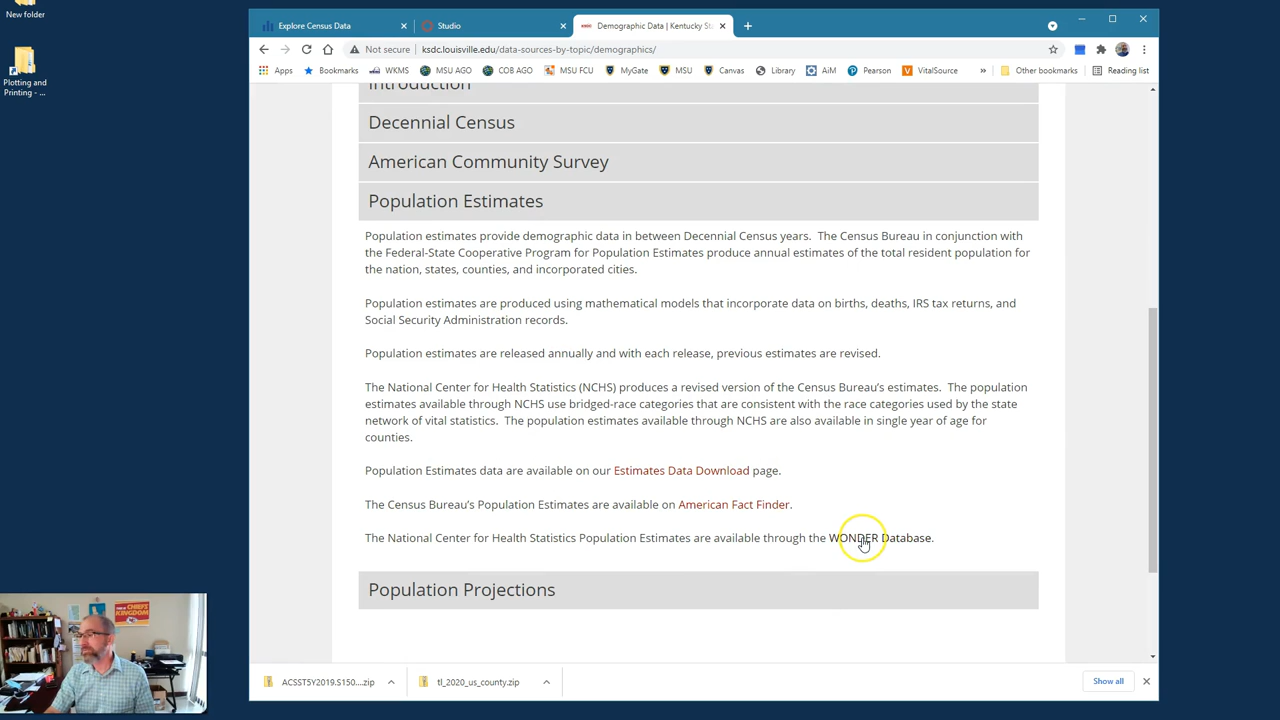 New folder
Plotting and
Printing - ...
Explore Census Data
Studio
Demographic Data | Kentucky St
Not secure
ksdc.louisville.edu/data-sources-by-topic/demographics/
Apps
Bookmarks
WKMS
MSU AGO
COB AGO
MSU FCU
MyGate
MSU
Canvas
Library
AiM
Pearson
VitalSource
»
Other bookmarks
Reading list
Introduction
Decennial Census
American Community Survey
Population Estimates
Population estimates provide demographic data in between Decennial Census years. The Census Bureau in conjunction with
the Federal-State Cooperative Program for Population Estimates produce annual estimates of the total resident population for
the nation, states, counties, and incorporated cities.
Population estimates are produced using mathematical models that incorporate data on births, deaths, IRS tax returns, and
Social Security Administration records.
Population estimates are released annually and with each release, previous estimates are revised.
The National Center for Health Statistics (NCHS) produces a revised version of the Census Bureau's estimates. The population
estimates available through NCHS use bridged-race categories that are consistent with the race categories used by the state
network of vital statistics. The population estimates available through NCHS are also available in single year of age for
counties.
Population Estimates data are available on our Estimates Data Download page.
The Census Bureau's Population Estimates are available on American Fact Finder.
The National Center for Health Statistics Population Estimates are available through the WONDER Database.
Population Projections
CHIEFS
KINGDOM
ACSST5Y2019.S150....zip
tl_2020_us_county.zip
Show all